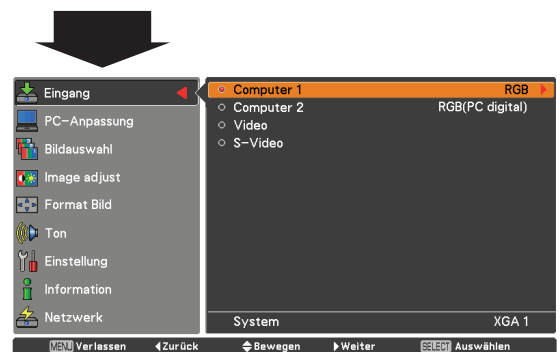 Eingang
PC-Anpassung
Bildauswahl
Image adjust
Format Bild
Ton
Einstellung
Information
Netzwerk
Computer 1 RGB
Computer 2 RGB(PC digital)
Video
S-Video
System XGA 1
MENU Verlassen Zurück Bewegen Weiter SELECT Auswählen